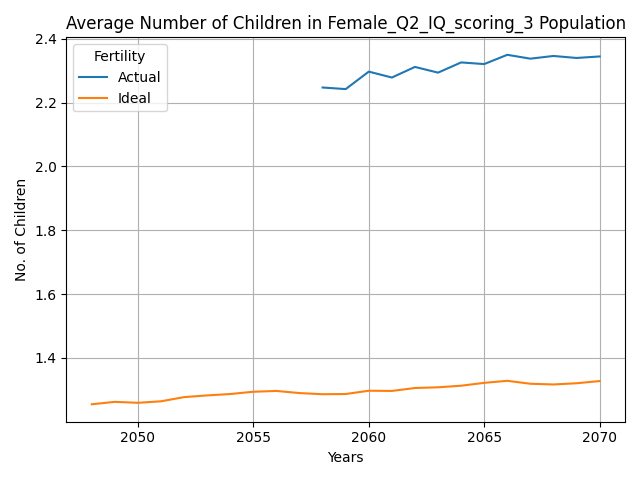 Average Number of Children in Female_Q2_IQ_scoring_3 Population
2.4
2.2
2.0
1.8
1.6
1.4
No. of Children
Fertility
Actual
Ideal
2050
2055
2060
2065
2070
Years